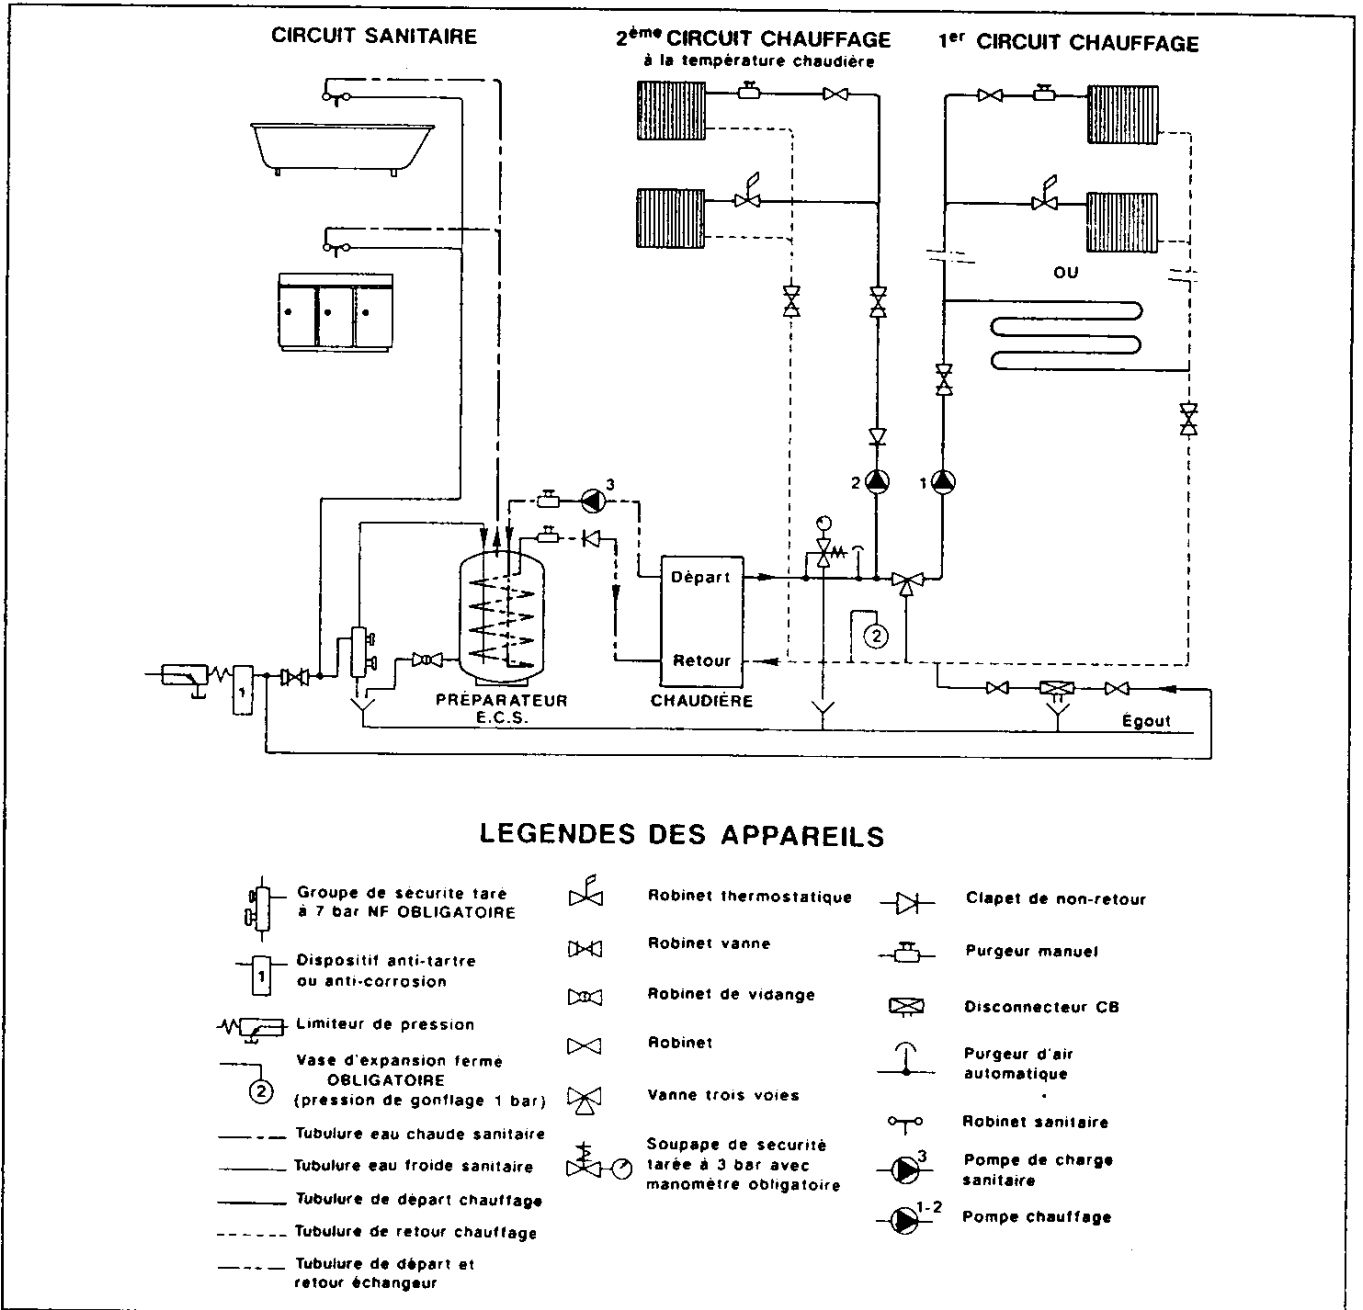 CIRCUIT SANITAIRE
2ème CIRCUIT CHAUFFAGE
à la température chaudière
1er CIRCUIT CHAUFFAGE
OU
3
2
1
Départ
Retour
2
1
PRÉPARATEUR
E.C.S.
CHAUDIÈRE
Égout
LEGENDES DES APPAREILS
Groupe de sécurite taré
à 7 bar NF OBLIGATOIRE
1
Dispositif anti-tartre
ou anti-corrosion
Limiteur de pression
Vase d'expansion fermé
OBLIGATOIRE
(pression de gonflage 1 bar)
2
Tubulure eau chaude sanitaire
Tubulure eau froide sanitaire
Tubulure de départ chauffage
Tubulure de retour chauffage
Tubulure de départ et
retour échangeur
Robinet thermostatique
Robinet vanne
Robinet de vidange
Robinet
Vanne trois voies
Soupape de securité
tarée à 3 bar avec
manomètre obligatoire
Clapet de non-retour
Purgeur manuel
Disconnecteur CB
Purgeur d'air
automatique
Robinet sanitaire
3
Pompe de charge
sanitaire
1-2
Pompe chauffage